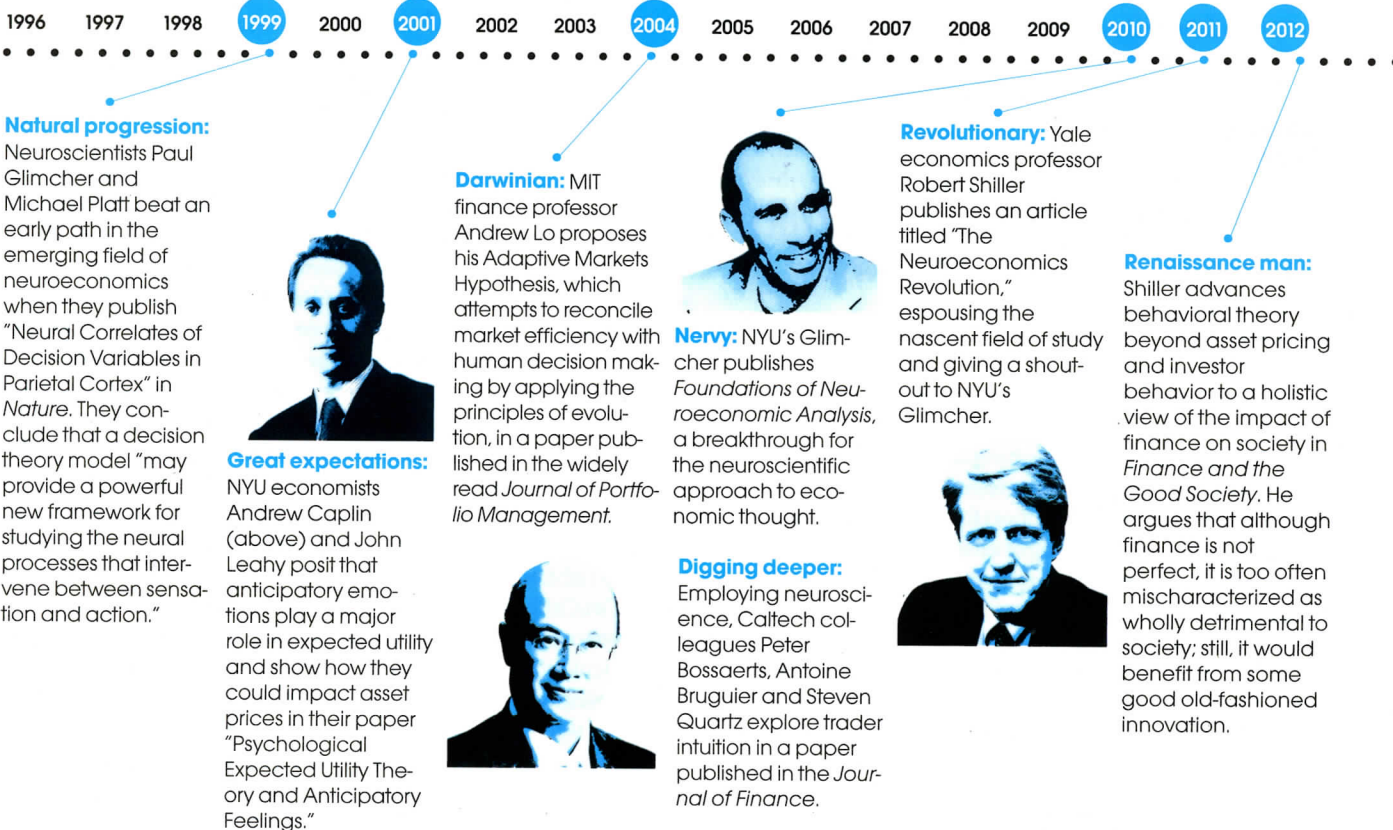 1996 1997 1998 1999 2000 2001 2002 2003 2004 2005 2006 2007 2008 2009 2010 2011 2012
Natural progression:
Neuroscientists Paul
Glimcher and
Michael Platt beat an
early path in the
emerging field of
neuroeconomics
when they publish
"Neural Correlates of
Decision Variables in
Parietal Cortex" in
Nature. They con-
clude that a decision
theory model "may
provide a powerful
new framework for
studying the neural
processes that inter-
vene between sensa-
tion and action."
Great expectations:
NYU economists
Andrew Caplin
(above) and John
Leahy posit that
anticipatory emo-
tions play a major
role in expected utility
and show how they
could impact asset
prices in their paper
"Psychological
Expected Utility The-
ory and Anticipatory
Feelings."
Darwinian: MIT
finance professor
Andrew Lo proposes
his Adaptive Markets
Hypothesis, which
attempts to reconcile
market efficiency with
human decision mak-
ing by applying the
principles of evolu-
tion, in a paper pub-
lished in the widely
read Journal of Portfo-
lio Management.
Nervy: NYU's Glim-
cher publishes
Foundations of Neu-
roeconomic Analysis,
a breakthrough for
the neuroscientific
approach to eco-
nomic thought.
Digging deeper:
Employing neurosci-
ence, Caltech col-
leagues Peter
Bossaerts, Antoine
Bruguier and Steven
Quartz explore trader
intuition in a paper
published in the Jour-
nal of Finance.
Revolutionary: Yale
economics professor
Robert Shiller
publishes an article
titled "The
Neuroeconomics
Revolution,"
espousing the
nascent field of study
and giving a shout-
out to NYU's
Glimcher.
Renaissance man:
Shiller advances
behavioral theory
beyond asset pricing
and investor
behavior to a holistic
view of the impact of
finance on society in
Finance and the
Good Society. He
argues that although
finance is not
perfect, it is too often
mischaracterized as
wholly detrimental to
society; still, it would
benefit from some
good old-fashioned
innovation.